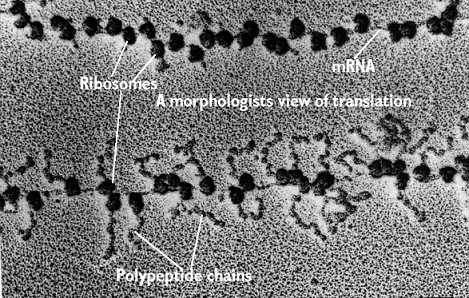 Ribosomes
mRNA
A morphologists view of translation
Polypeptide chains